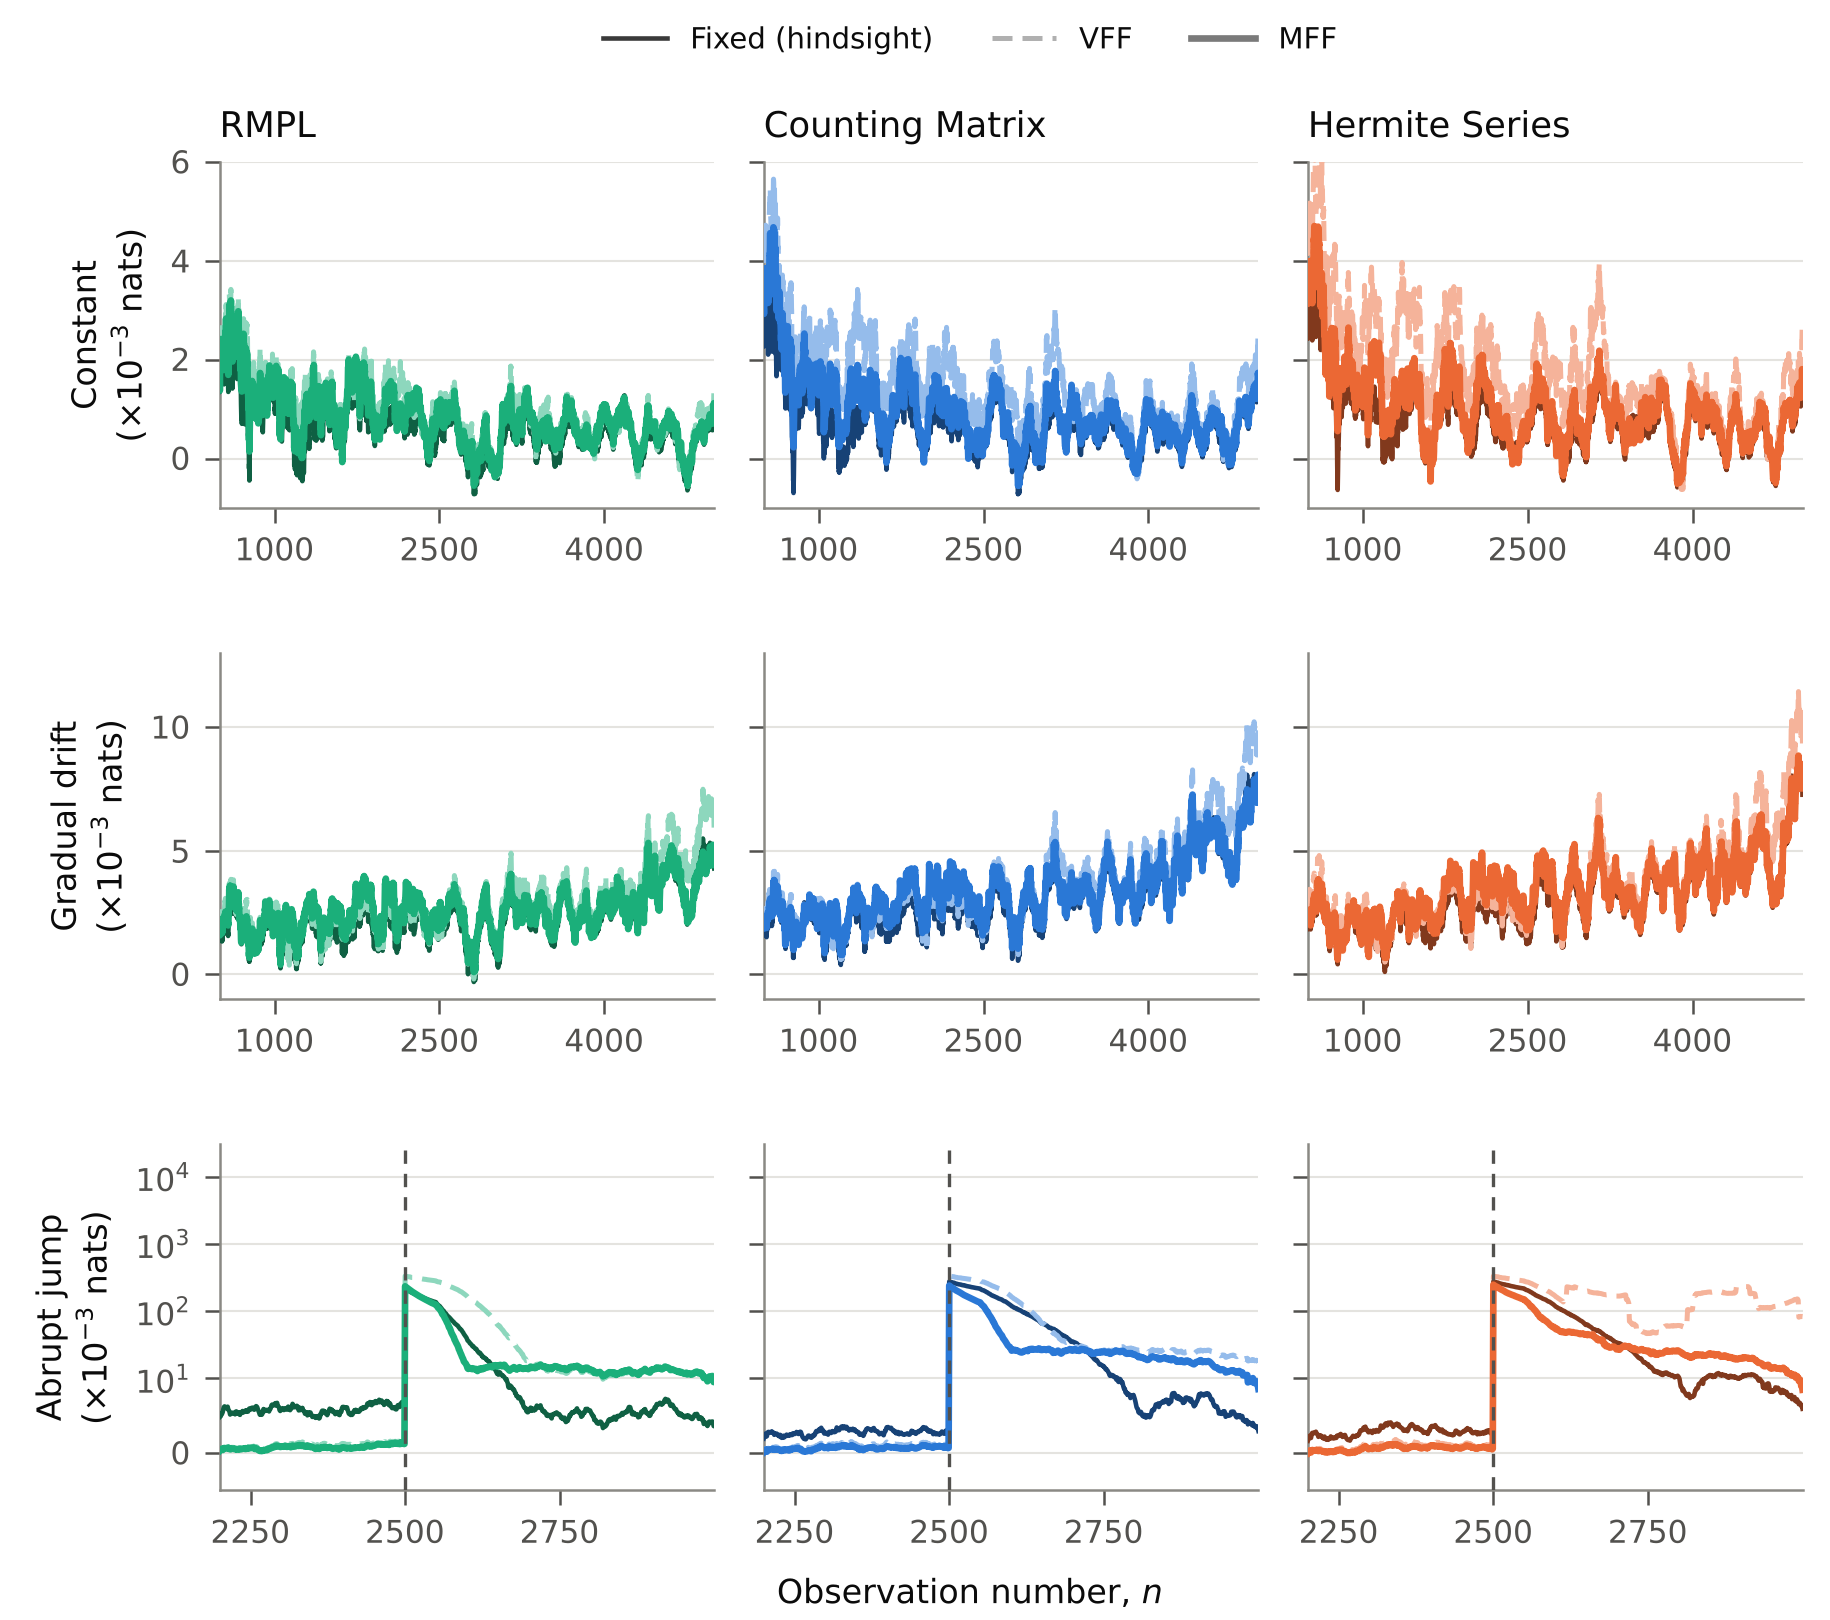 Fixed (hindsight) VFF MFF
RMPL Counting Matrix Hermite Series
Constant
(×10⁻³ nats)
6
4
2
0
1000 2500 4000 1000 2500 4000 1000 2500 4000
Gradual drift
(×10⁻³ nats)
10
5
0
1000 2500 4000 1000 2500 4000 1000 2500 4000
Abrupt jump
(×10⁻³ nats)
10⁴
10³
10²
10¹
0
2250 2500 2750 2250 2500 2750 2250 2500 2750
Observation number, n